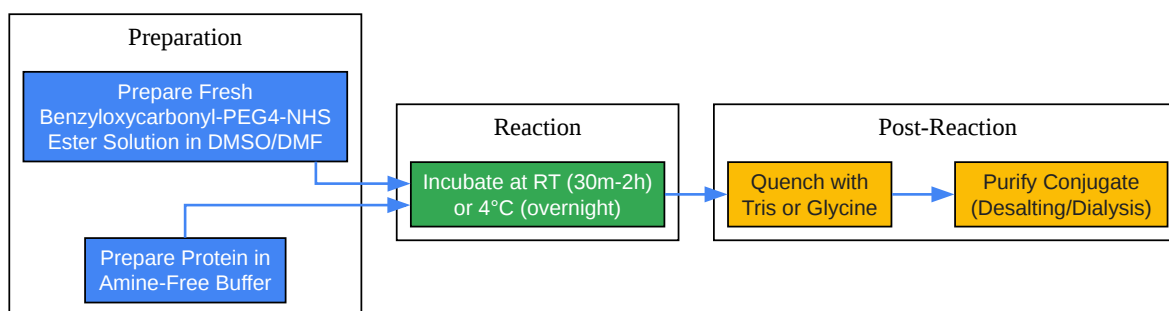 Preparation
Prepare Fresh
Benzyloxycarbonyl-PEG4-NHS
Ester Solution in DMSO/DMF
Prepare Protein in
Amine-Free Buffer
Reaction
Incubate at RT (30m-2h)
or 4°C (overnight)
Post-Reaction
Quench with
Tris or Glycine
Purify Conjugate
(Desalting/Dialysis)